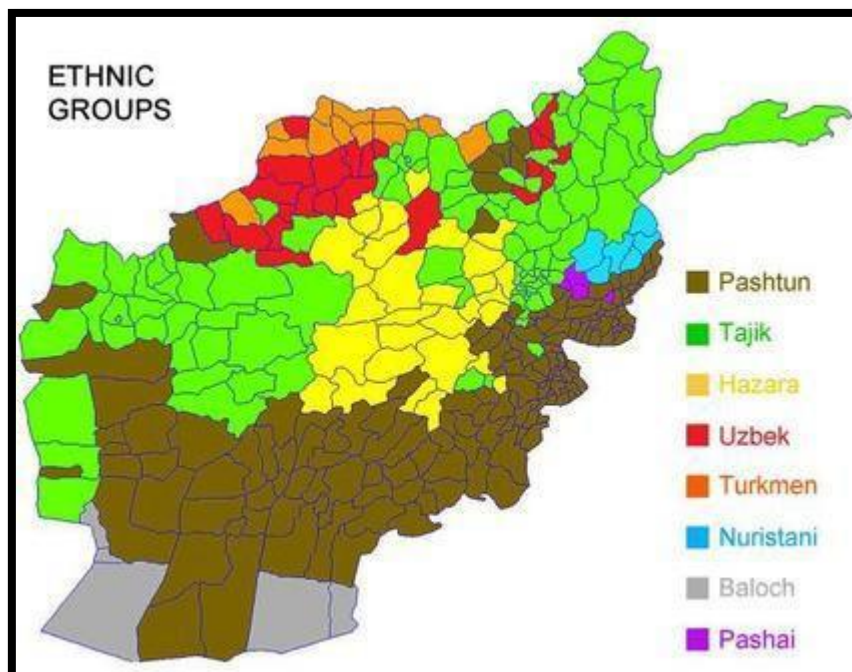 ETHNIC
GROUPS
Pashtun
Tajik
Hazara
Uzbek
Turkmen
Nuristani
Baloch
Pashai